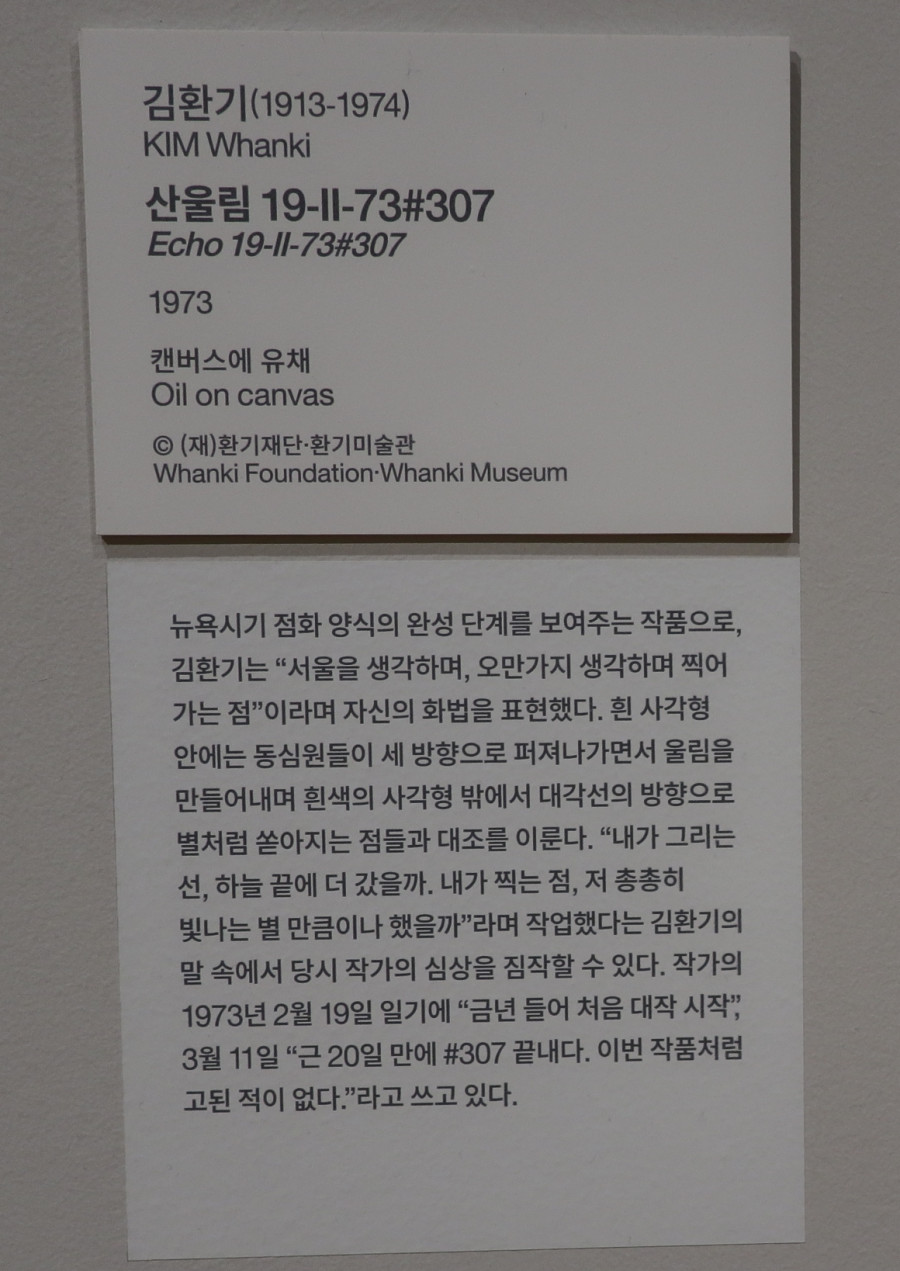 김환기(1913-1974)
KIM Whanki
산울림 19-II-73#307
Echo 19-II-73#307
1973
캔버스에 유채
Oil on canvas
© (재)환기재단·환기미술관
Whanki Foundation·Whanki Museum
뉴욕시기 점화 양식의 완성 단계를 보여주는 작품으로,
김환기는 “서울을 생각하며, 오만가지 생각하며 찍어
가는 점”이라며 자신의 화법을 표현했다. 흰 사각형
안에는 동심원들이 세 방향으로 퍼져나가면서 울림을
만들어내며 흰색의 사각형 밖에서 대각선의 방향으로
별처럼 쏟아지는 점들과 대조를 이룬다. “내가 그리는
선, 하늘 끝에 더 갔을까. 내가 찍는 점, 저 총총히
빛나는 별 만큼이나 했을까”라며 작업했다는 김환기의
말 속에서 당시 작가의 심상을 짐작할 수 있다. 작가의
1973년 2월 19일 일기에 “금년 들어 처음 대작 시작”,
3월 11일 “근 20일 만에 #307 끝내다. 이번 작품처럼
고된 적이 없다.”라고 쓰고 있다.